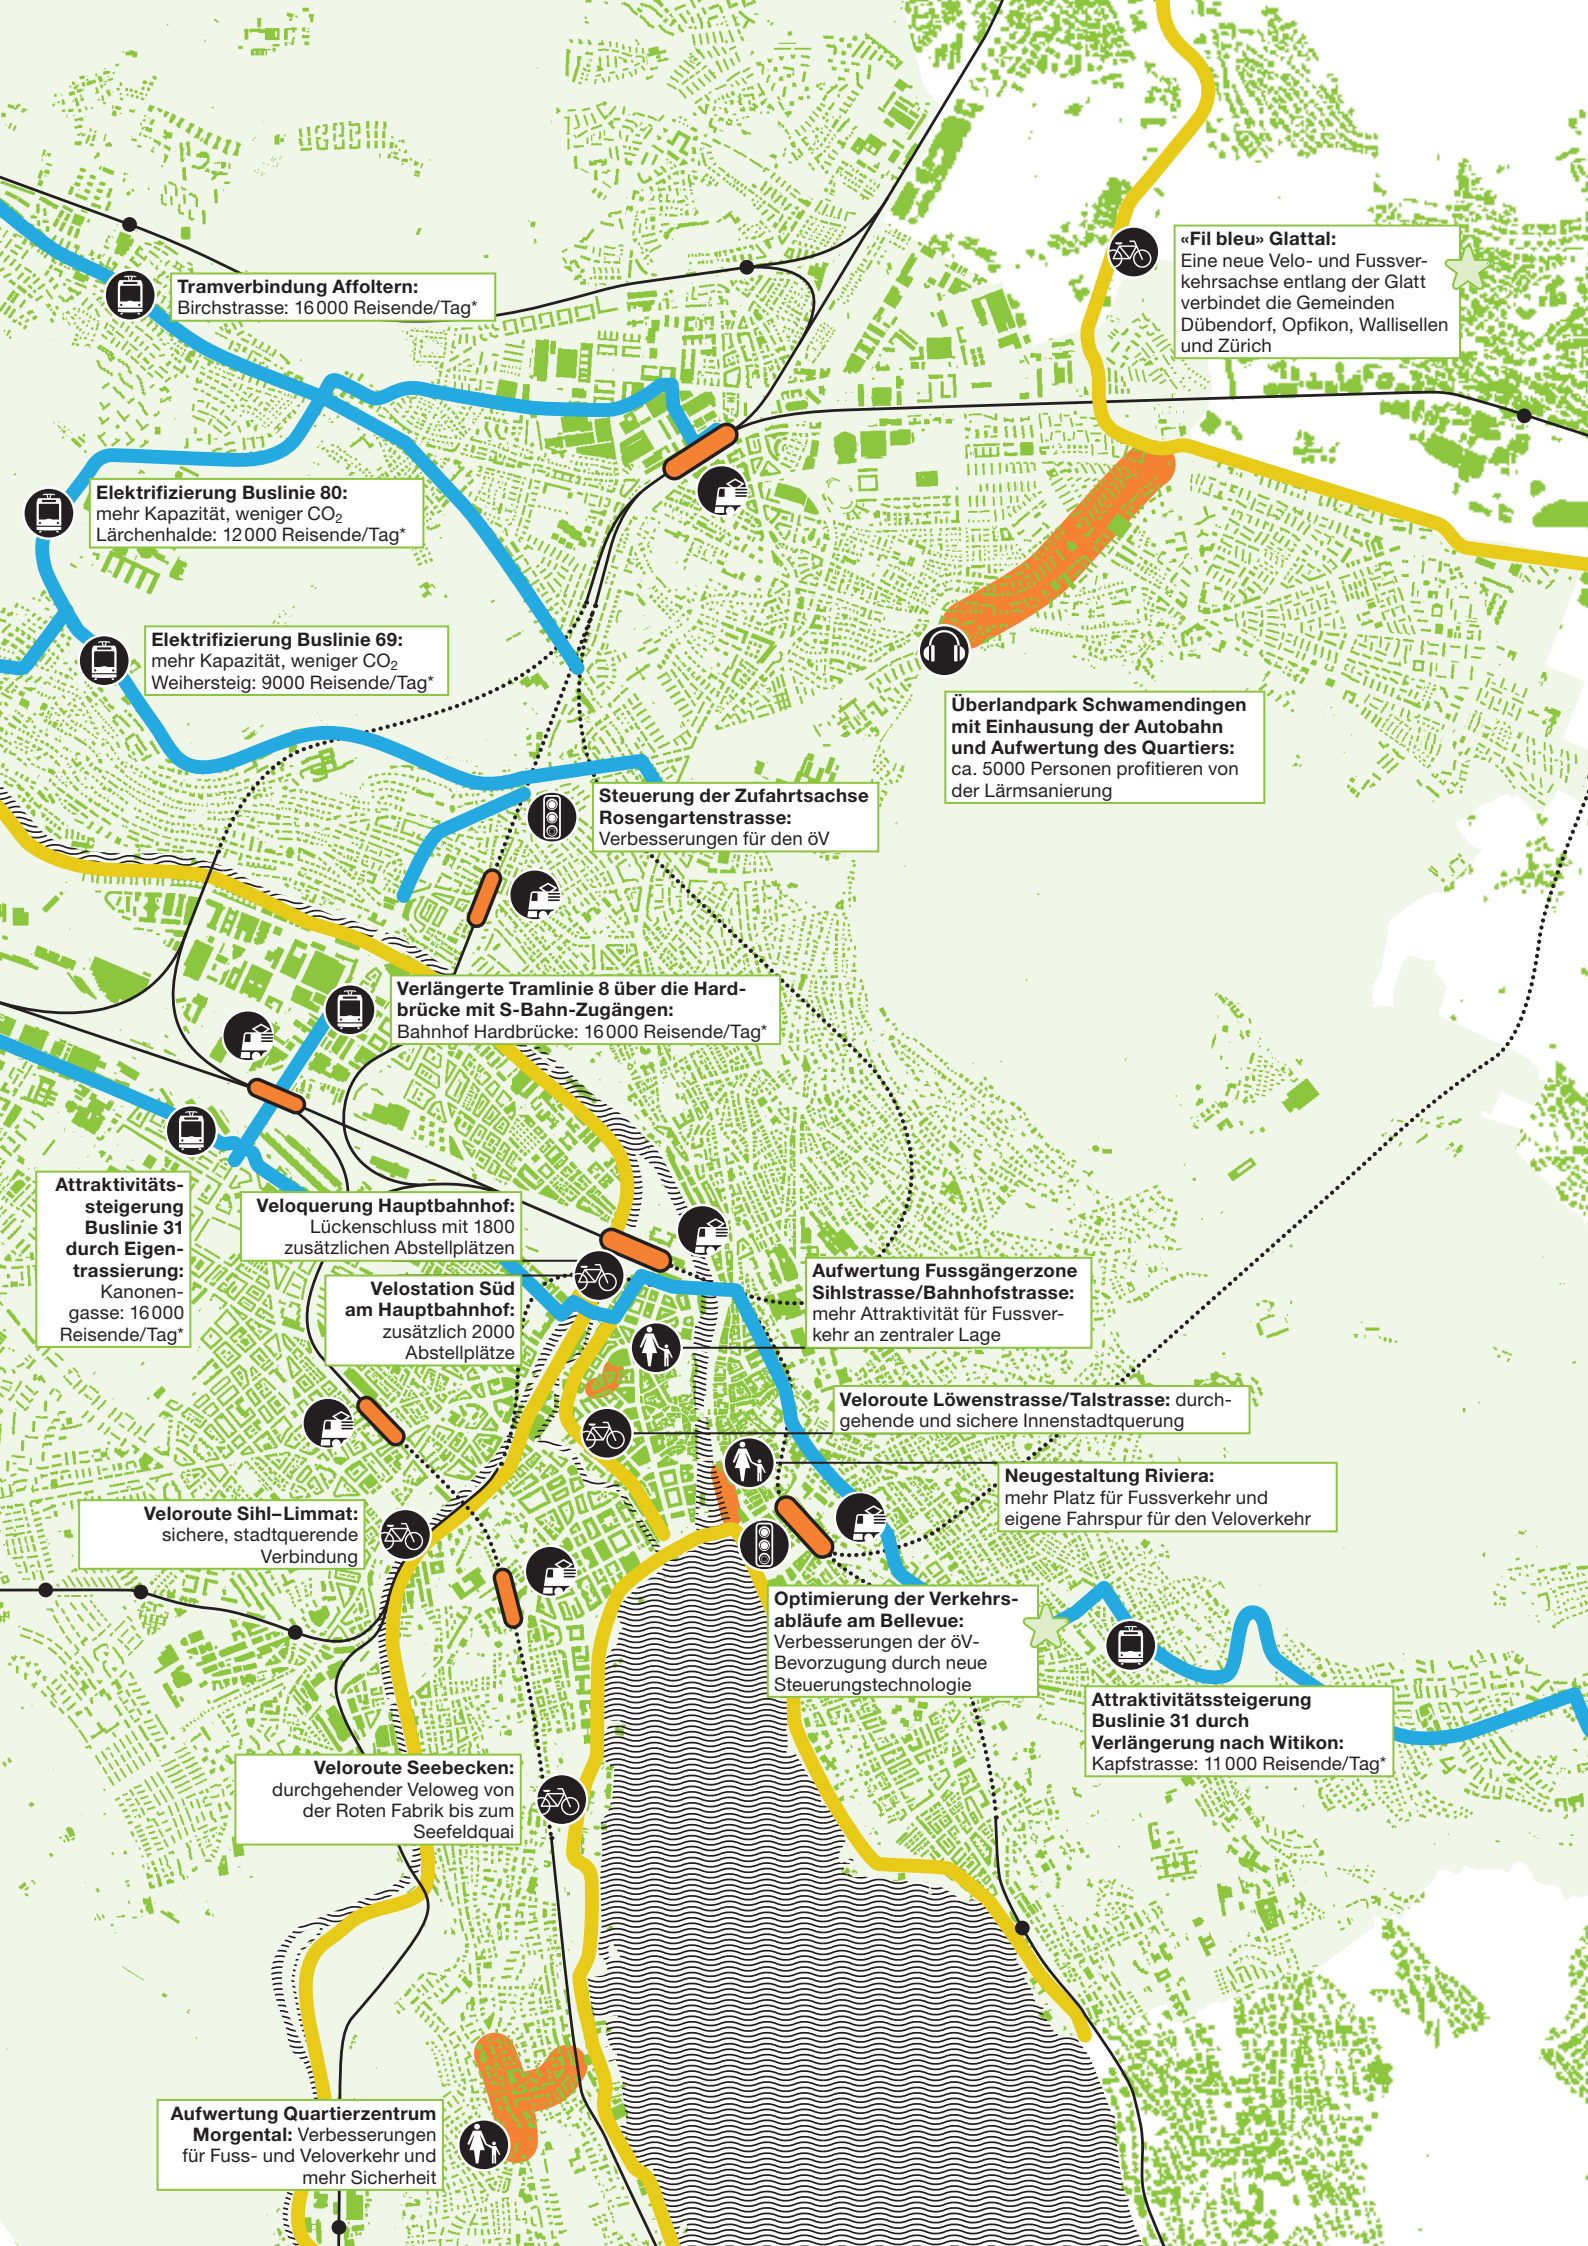 «Fil bleu» Glattal:
Eine neue Velo- und Fussver-
kehrsachse entlang der Glatt
verbindet die Gemeinden
Dübendorf, Opfikon, Wallisellen
und Zürich
Tramverbindung Affoltern:
Birchstrasse: 16 000 Reisende/Tag*
Elektrifizierung Buslinie 80:
mehr Kapazität, weniger CO₂
Lärchenhalde: 12 000 Reisende/Tag*
Elektrifizierung Buslinie 69:
mehr Kapazität, weniger CO₂
Weihersteig: 9000 Reisende/Tag*
Überlandpark Schwamendingen
mit Einhausung der Autobahn
und Aufwertung des Quartiers:
ca. 5000 Personen profitieren von
der Lärmsanierung
Steuerung der Zufahrtsachse
Rosengartenstrasse:
Verbesserungen für den öV
Verlängerte Tramlinie 8 über die Hard-
brücke mit S-Bahn-Zugängen:
Bahnhof Hardbrücke: 16 000 Reisende/Tag*
Attraktivitäts-
steigerung
Buslinie 31
durch Eigen-
trassierung:
Kanonen-
gasse: 16 000
Reisende/Tag*
Veloquerung Hauptbahnhof:
Lückenschluss mit 1800
zusätzlichen Abstellplätzen
Velostation Süd
am Hauptbahnhof:
zusätzlich 2000
Abstellplätze
Aufwertung Fussgängerzone
Sihlstrasse/Bahnhofstrasse:
mehr Attraktivität für Fussver-
kehr an zentraler Lage
Veloroute Löwenstrasse/Talstrasse: durch-
gehende und sichere Innenstadtquerung
Neugestaltung Riviera:
mehr Platz für Fussverkehr und
eigene Fahrspur für den Veloverkehr
Veloroute Sihl–Limmat:
sichere, stadtquerende
Verbindung
Optimierung der Verkehrs-
abläufe am Bellevue:
Verbesserungen der öV-
Bevorzugung durch neue
Steuerungstechnologie
Attraktivitätssteigerung
Buslinie 31 durch
Verlängerung nach Witikon:
Kapfstrasse: 11 000 Reisende/Tag*
Veloroute Seebecken:
durchgehender Veloweg von
der Roten Fabrik bis zum
Seefeldquai
Aufwertung Quartierzentrum
Morgental: Verbesserungen
für Fuss- und Veloverkehr und
mehr Sicherheit